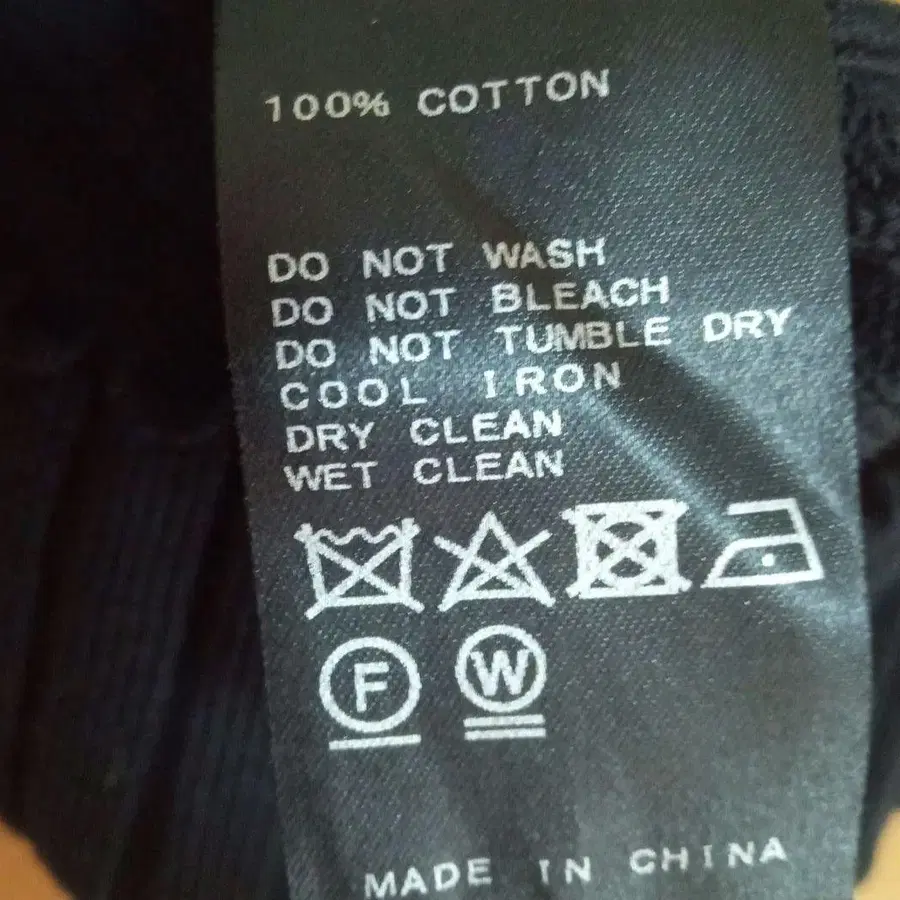 100% COTTON
DO NOT WASH
DO NOT BLEACH
DO NOT TUMBLE DRY
COOL IRON
DRY CLEAN
WET CLEAN
F W
MADE IN CHINA